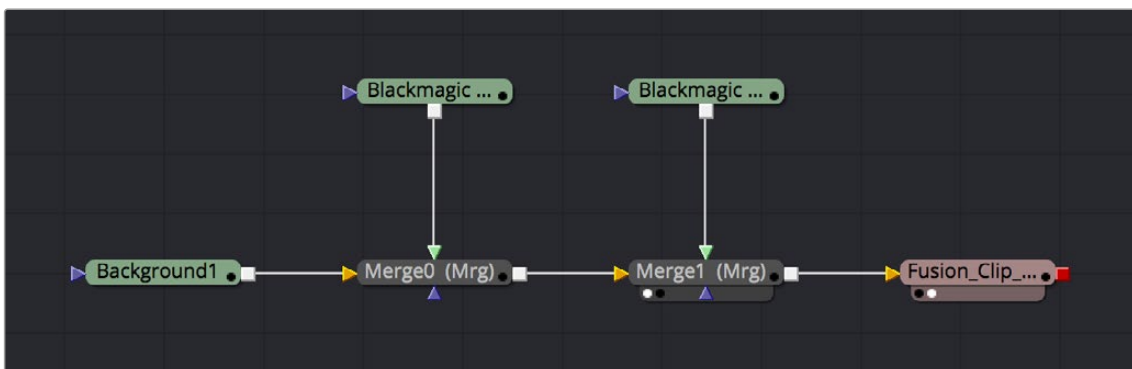 Blackmagic ...
Blackmagic ...
Background1
Merge0 (Mrg)
Merge1 (Mrg)
Fusion_Clip_...